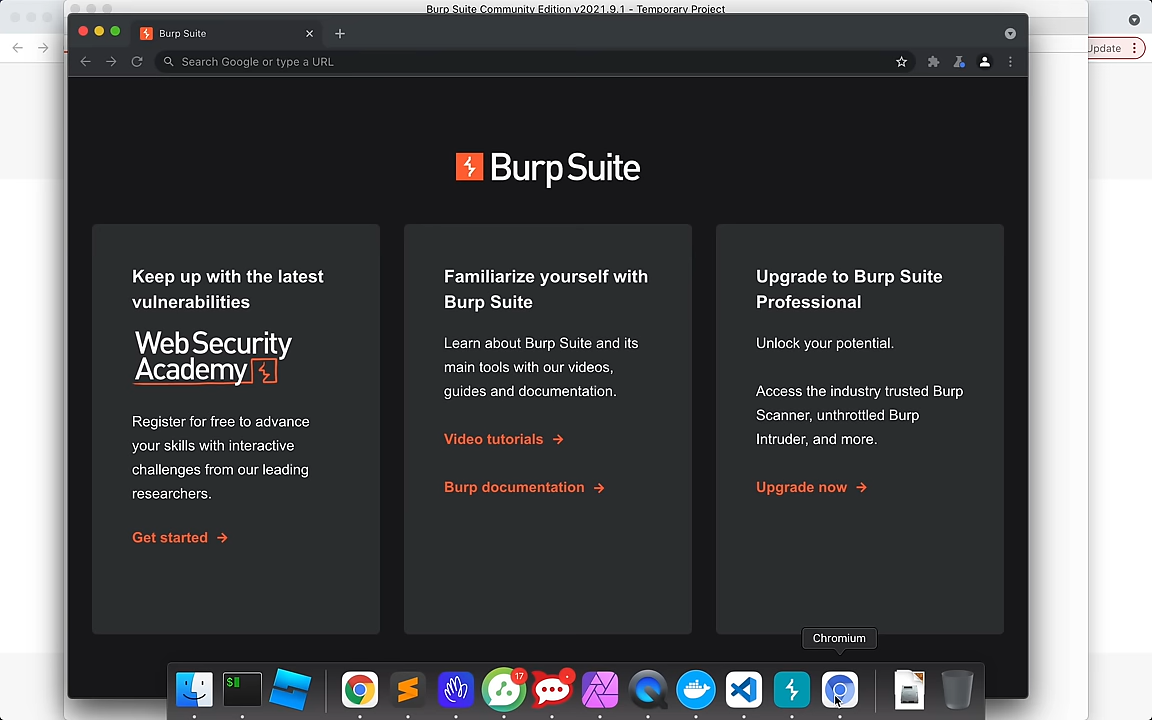 Burp Suite Community Edition v2021.9.1 - Temporary Project
Burp Suite
Search Google or type a URL
Update
Burp Suite
Keep up with the latest
vulnerabilities
Web Security
Academy
Register for free to advance
your skills with interactive
challenges from our leading
researchers.
Get started →
Familiarize yourself with
Burp Suite
Learn about Burp Suite and its
main tools with our videos,
guides and documentation.
Video tutorials →
Burp documentation →
Upgrade to Burp Suite
Professional
Unlock your potential.
Access the industry trusted Burp
Scanner, unthrottled Burp
Intruder, and more.
Upgrade now →
Chromium
$
17